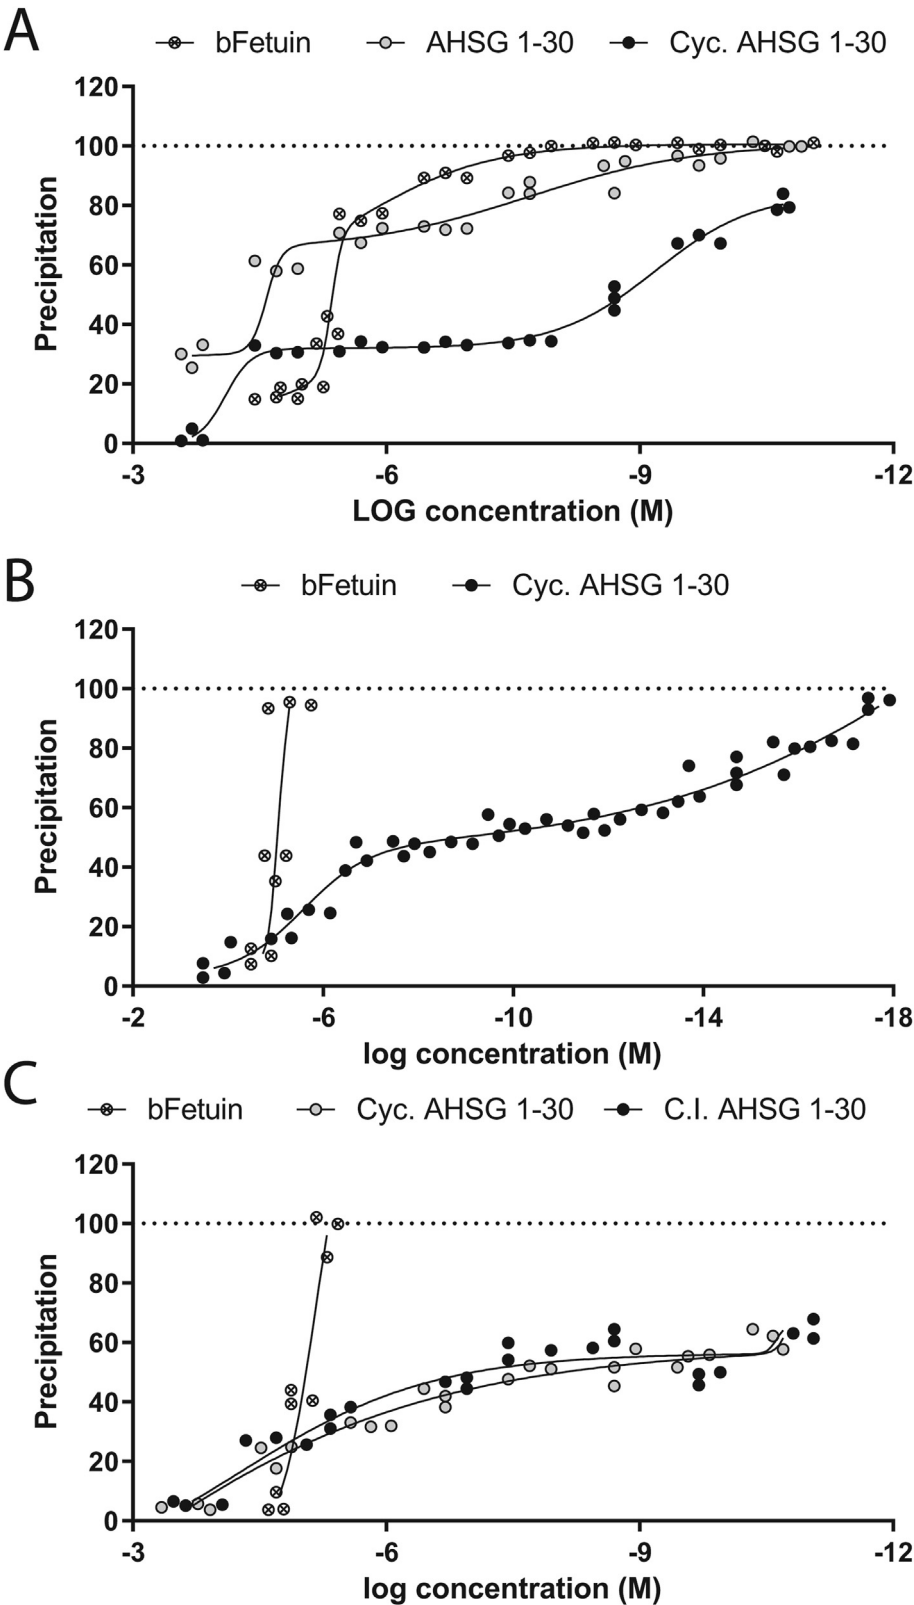 A
bFetuin AHSG 1-30 Cyc. AHSG 1-30
120
100
80
60
40
20
0
Precipitation
-3 -6 -9 -12
LOG concentration (M)
B
bFetuin Cyc. AHSG 1-30
120
100
80
60
40
20
0
Precipitation
-2 -6 -10 -14 -18
log concentration (M)
C
bFetuin Cyc. AHSG 1-30 C.I. AHSG 1-30
120
100
80
60
40
20
0
Precipitation
-3 -6 -9 -12
log concentration (M)